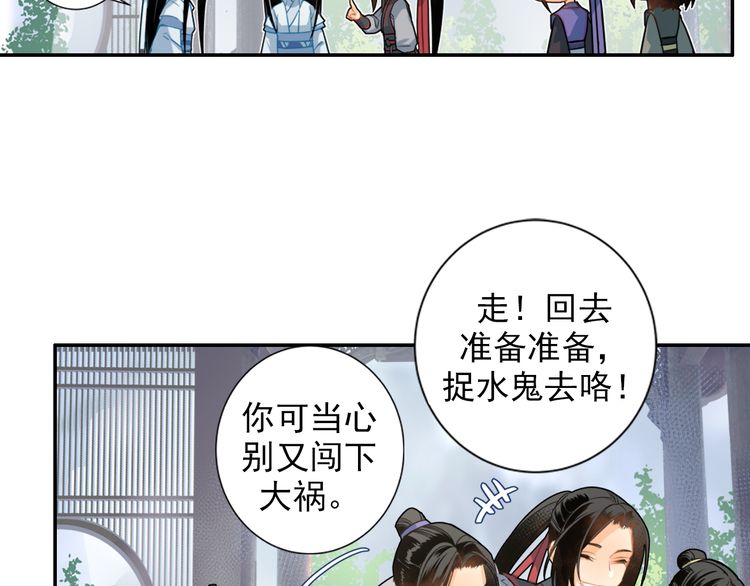 走！回去
准备准备，
捉水鬼去咯！
你可当心
别又闯下
大祸。